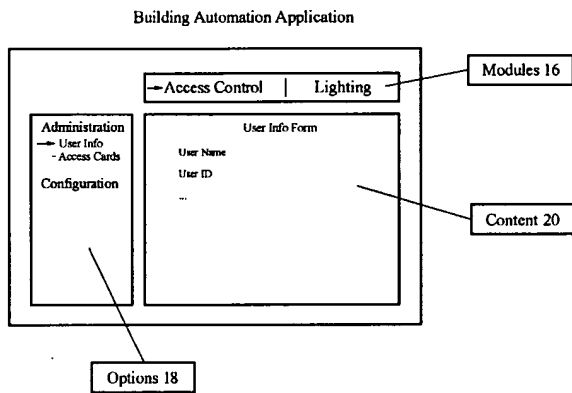 Building Automation Application
Modules 16
→Access Control | Lighting
Administration
→ User Info
- Access Cards
Configuration
User Info Form
User Name
User ID
...
Content 20
Options 18